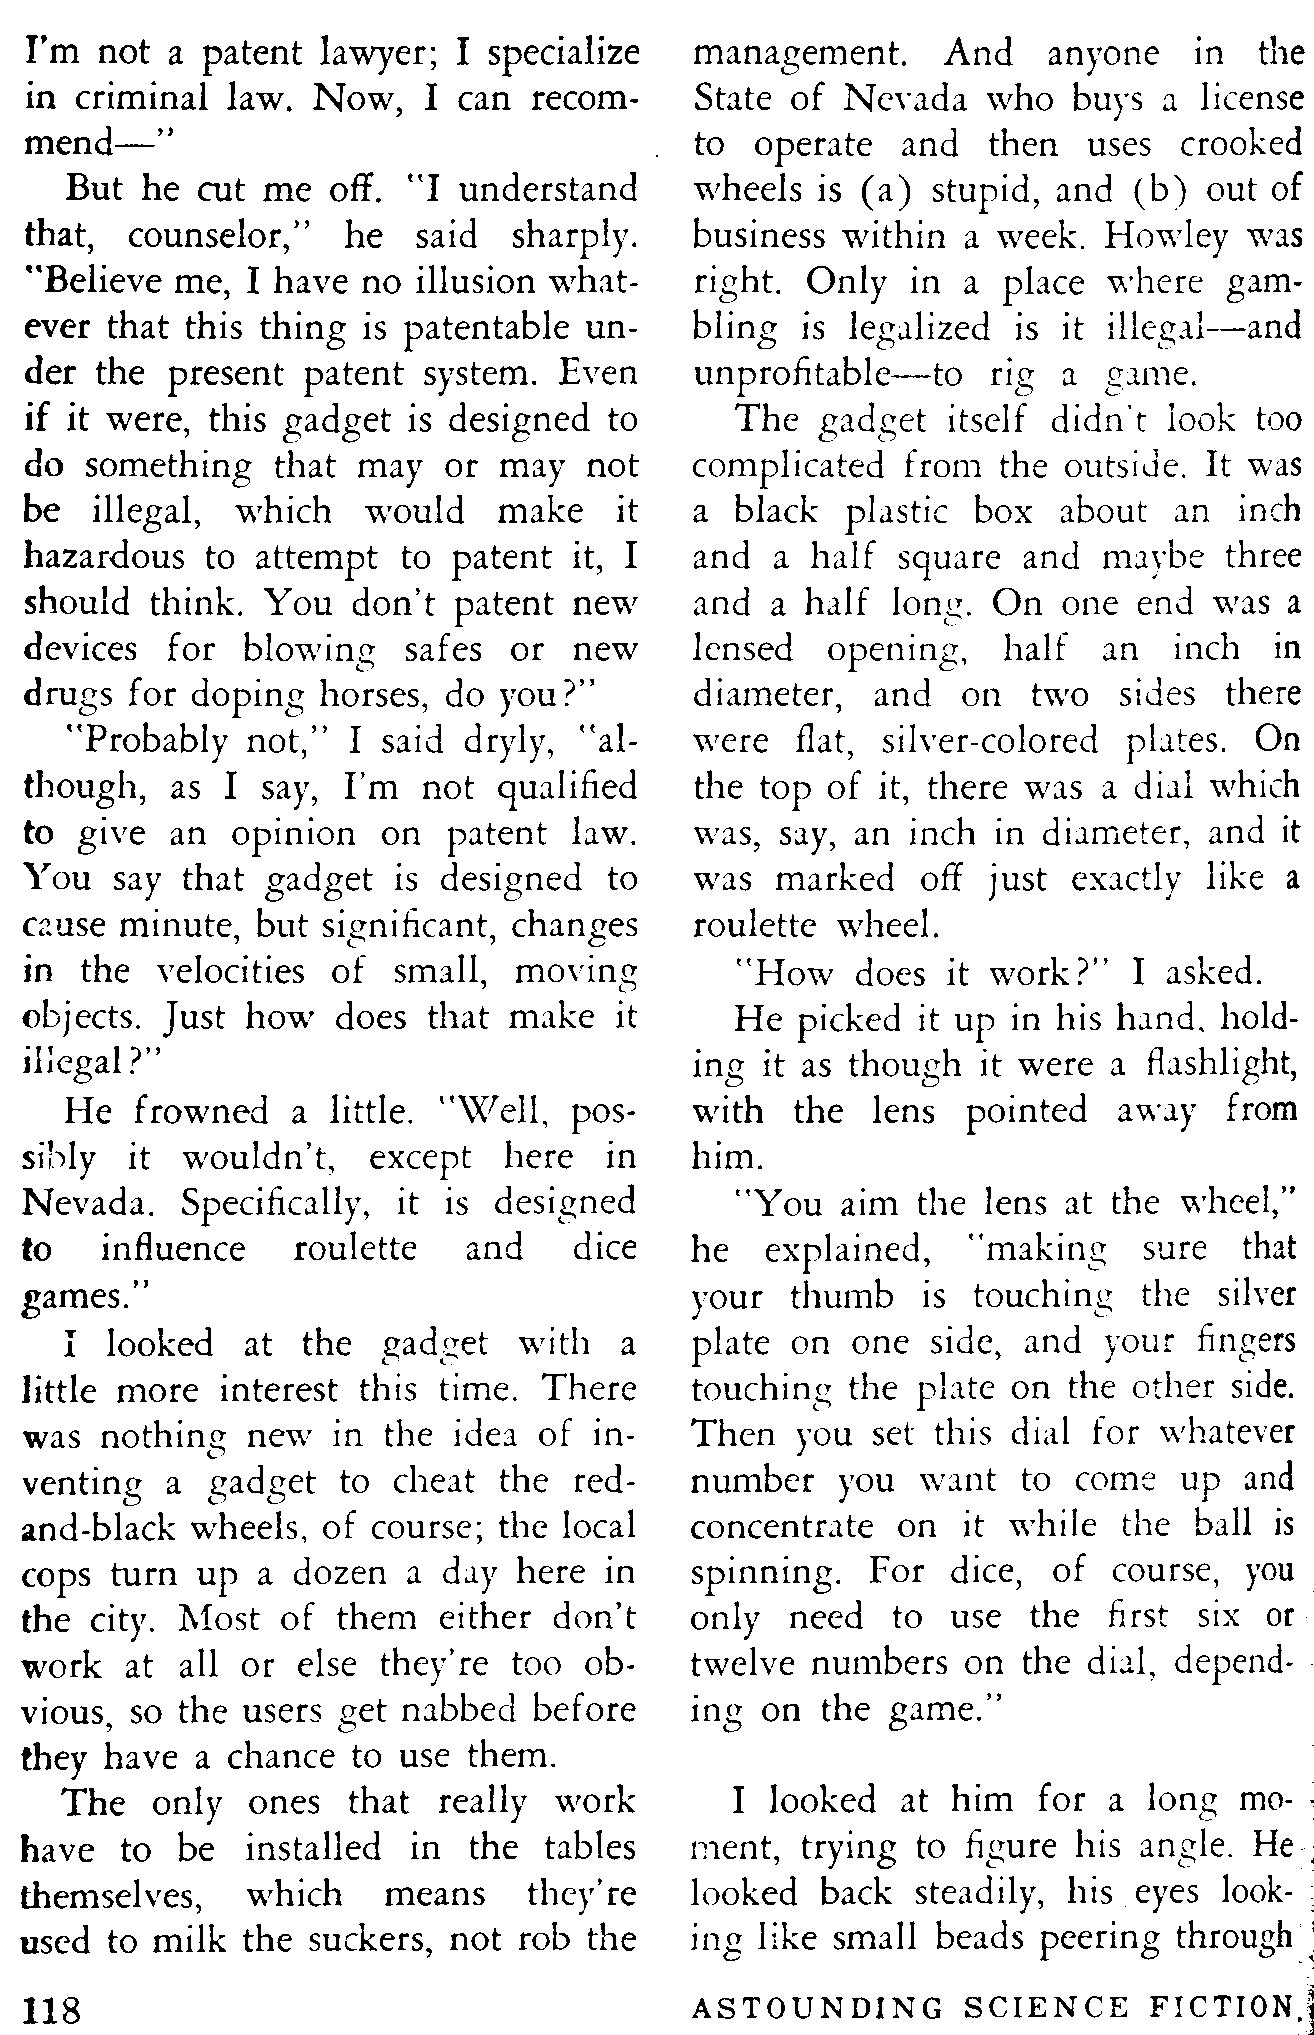 I'm not a patent lawyer; I specialize
in criminal law. Now, I can recom-
mend—"
But he cut me off. "I understand
that, counselor," he said sharply.
"Believe me, I have no illusion what-
ever that this thing is patentable un-
der the present patent system. Even
if it were, this gadget is designed to
do something that may or may not
be illegal, which would make it
hazardous to attempt to patent it, I
should think. You don't patent new
devices for blowing safes or new
drugs for doping horses, do you?"
"Probably not," I said dryly, "al-
though, as I say, I'm not qualified
to give an opinion on patent law.
You say that gadget is designed to
cause minute, but significant, changes
in the velocities of small, moving
objects. Just how does that make it
illegal?"
He frowned a little. "Well, pos-
sibly it wouldn't, except here in
Nevada. Specifically, it is designed
to influence roulette and dice
games."
I looked at the gadget with a
little more interest this time. There
was nothing new in the idea of in-
venting a gadget to cheat the red-
and-black wheels, of course; the local
cops turn up a dozen a day here in
the city. Most of them either don't
work at all or else they're too ob-
vious, so the users get nabbed before
they have a chance to use them.
The only ones that really work
have to be installed in the tables
themselves, which means they're
used to milk the suckers, not rob the
management. And anyone in the
State of Nevada who buys a license
to operate and then uses crooked
wheels is (a) stupid, and (b) out of
business within a week. Howley was
right. Only in a place where gam-
bling is legalized is it illegal—and
unprofitable—to rig a game.
The gadget itself didn't look too
complicated from the outside. It was
a black plastic box about an inch
and a half square and maybe three
and a half long. On one end was a
lensed opening, half an inch in
diameter, and on two sides there
were flat, silver-colored plates. On
the top of it, there was a dial which
was, say, an inch in diameter, and it
was marked off just exactly like a
roulette wheel.
"How does it work?" I asked.
He picked it up in his hand, hold-
ing it as though it were a flashlight,
with the lens pointed away from
him.
"You aim the lens at the wheel,"
he explained, "making sure that
your thumb is touching the silver
plate on one side, and your fingers
touching the plate on the other side.
Then you set this dial for whatever
number you want to come up and
concentrate on it while the ball is
spinning. For dice, of course, you
only need to use the first six or
twelve numbers on the dial, depend-
ing on the game."
I looked at him for a long mo-
ment, trying to figure his angle. He
looked back steadily, his eyes look-
ing like small beads peering through
118
ASTOUNDING SCIENCE FICTION